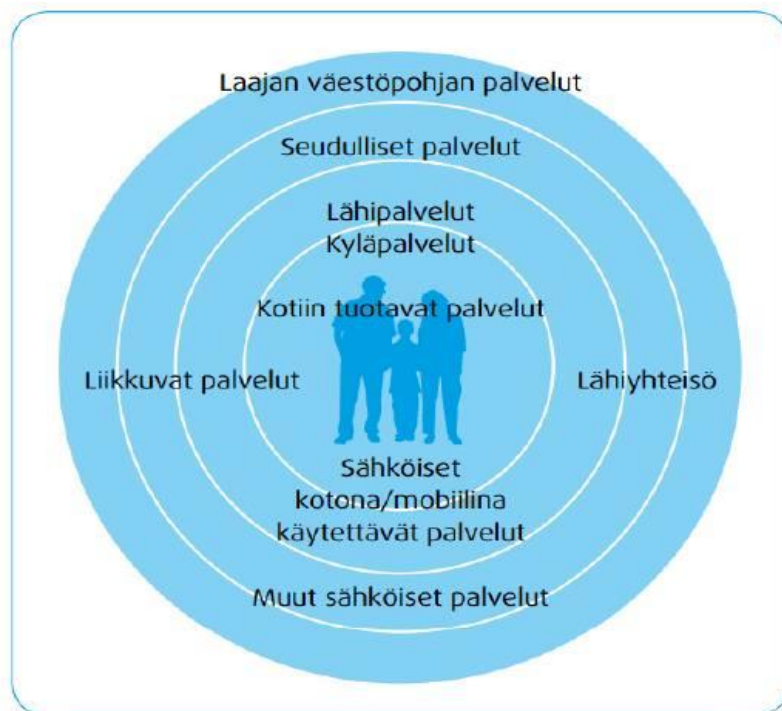 Laajan väestöpohjan palvelut
Seudulliset palvelut
Lähipalvelut
Kyläpalvelut
Kotiin tuotavat palvelut
Liikkuvat palvelut
Lähiyhteisö
Sähköiset
kotona/mobiilina
käytettävät palvelut
Muut sähköiset palvelut